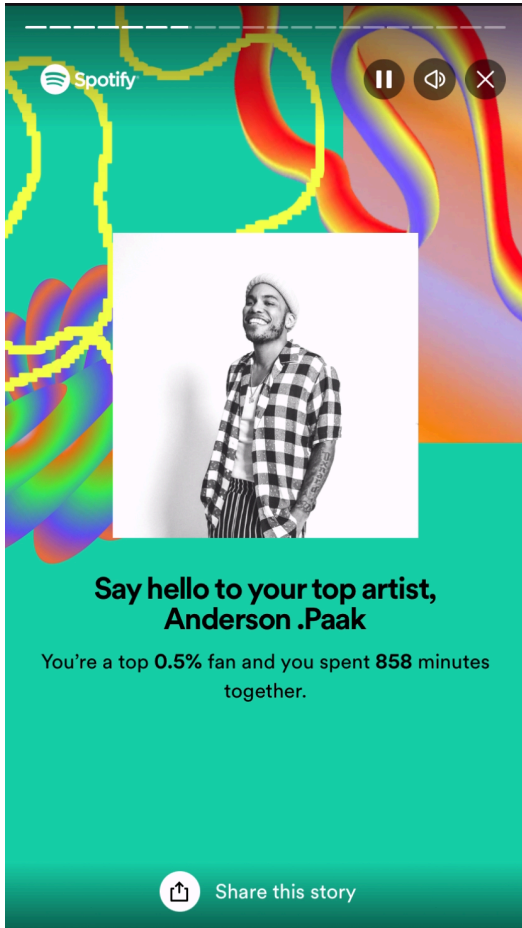 Spotify
Say hello to your top artist,
Anderson .Paak
You're a top 0.5% fan and you spent 858 minutes
together.
Share this story